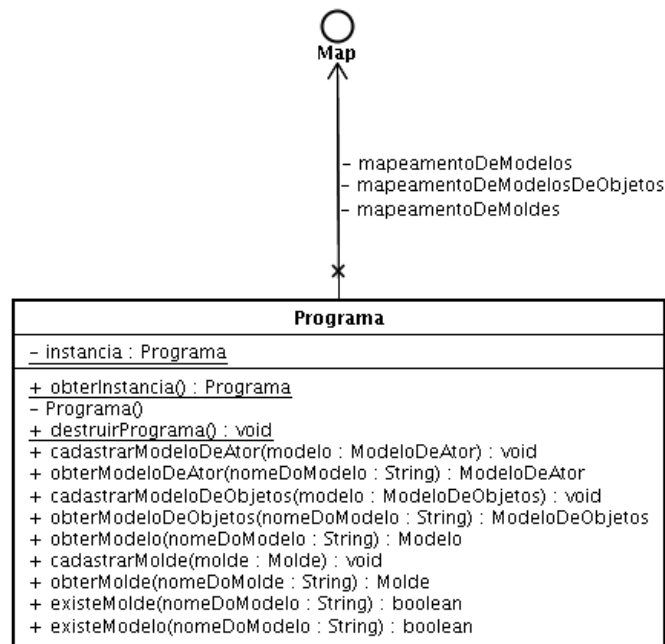 Map
- mapeamentoDeModelos
- mapeamentoDeModelosDeObjetos
- mapeamentoDeMoldes
Programa
- instancia : Programa
+ obterInstancia() : Programa
- Programa()
+ destruirPrograma() : void
+ cadastrarModeloDeAtor(modelo : ModeloDeAtor) : void
+ obterModeloDeAtor(nomeDoModelo : String) : ModeloDeAtor
+ cadastrarModeloDeObjetos(modelo : ModeloDeObjetos) : void
+ obterModeloDeObjetos(nomeDoModelo : String) : ModeloDeObjetos
+ obterModelo(nomeDoModelo : String) : Modelo
+ cadastrarMolde(molde : Molde) : void
+ obterMolde(nomeDoMolde : String) : Molde
+ existeMolde(nomeDoModelo : String) : boolean
+ existeModelo(nomeDoModelo : String) : boolean